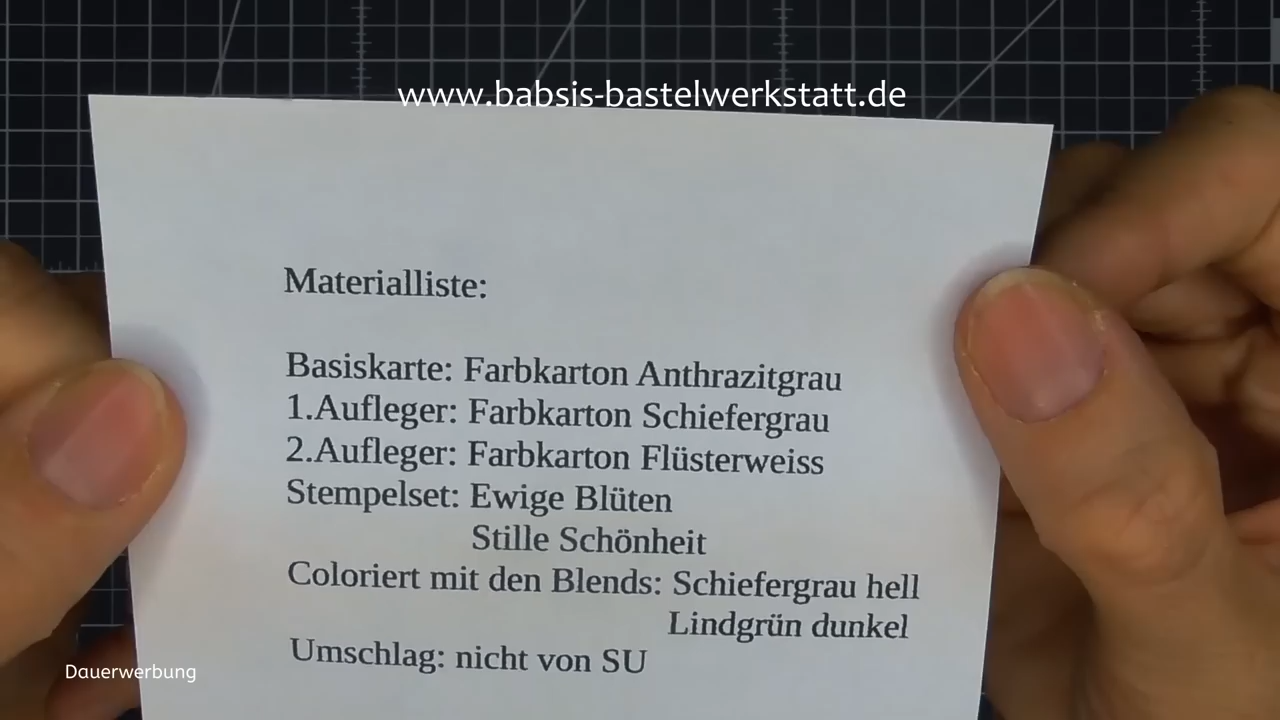 www.babsis-bastelwerkstatt.de
Materialliste:
Basiskarte: Farbkarton Anthrazitgrau
1.Aufleger: Farbkarton Schiefergrau
2.Aufleger: Farbkarton Flüsterweiss
Stempelset: Ewige Blüten
Stille Schönheit
Coloriert mit den Blends: Schiefergrau hell
Lindgrün dunkel
Umschlag: nicht von SU
Dauerwerbung